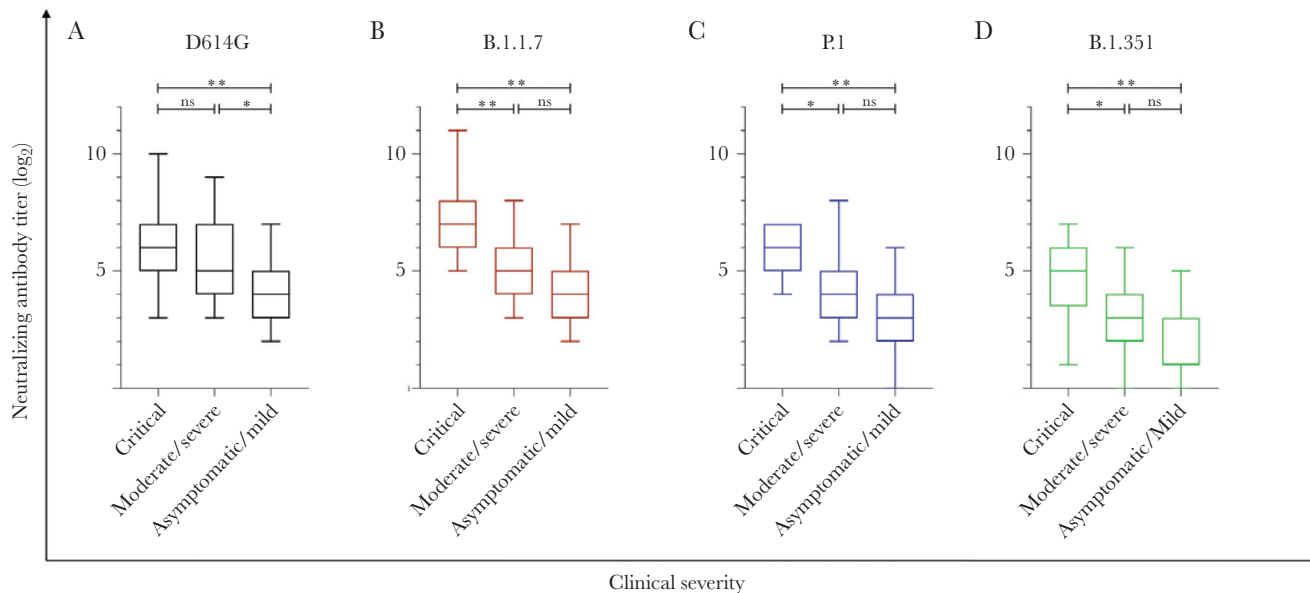 A
D614G
**
ns
*
10
5
Critical
Moderate/severe
Asymptomatic/mild
B
B.1.1.7
**
**
ns
10
5
Critical
Moderate/severe
Asymptomatic/mild
C
P.1
**
*
ns
10
5
Critical
Moderate/severe
Asymptomatic/mild
D
B.1.351
**
*
ns
10
5
Critical
Moderate/severe
Asymptomatic/Mild
Neutralizing antibody titer (log₂)
Clinical severity